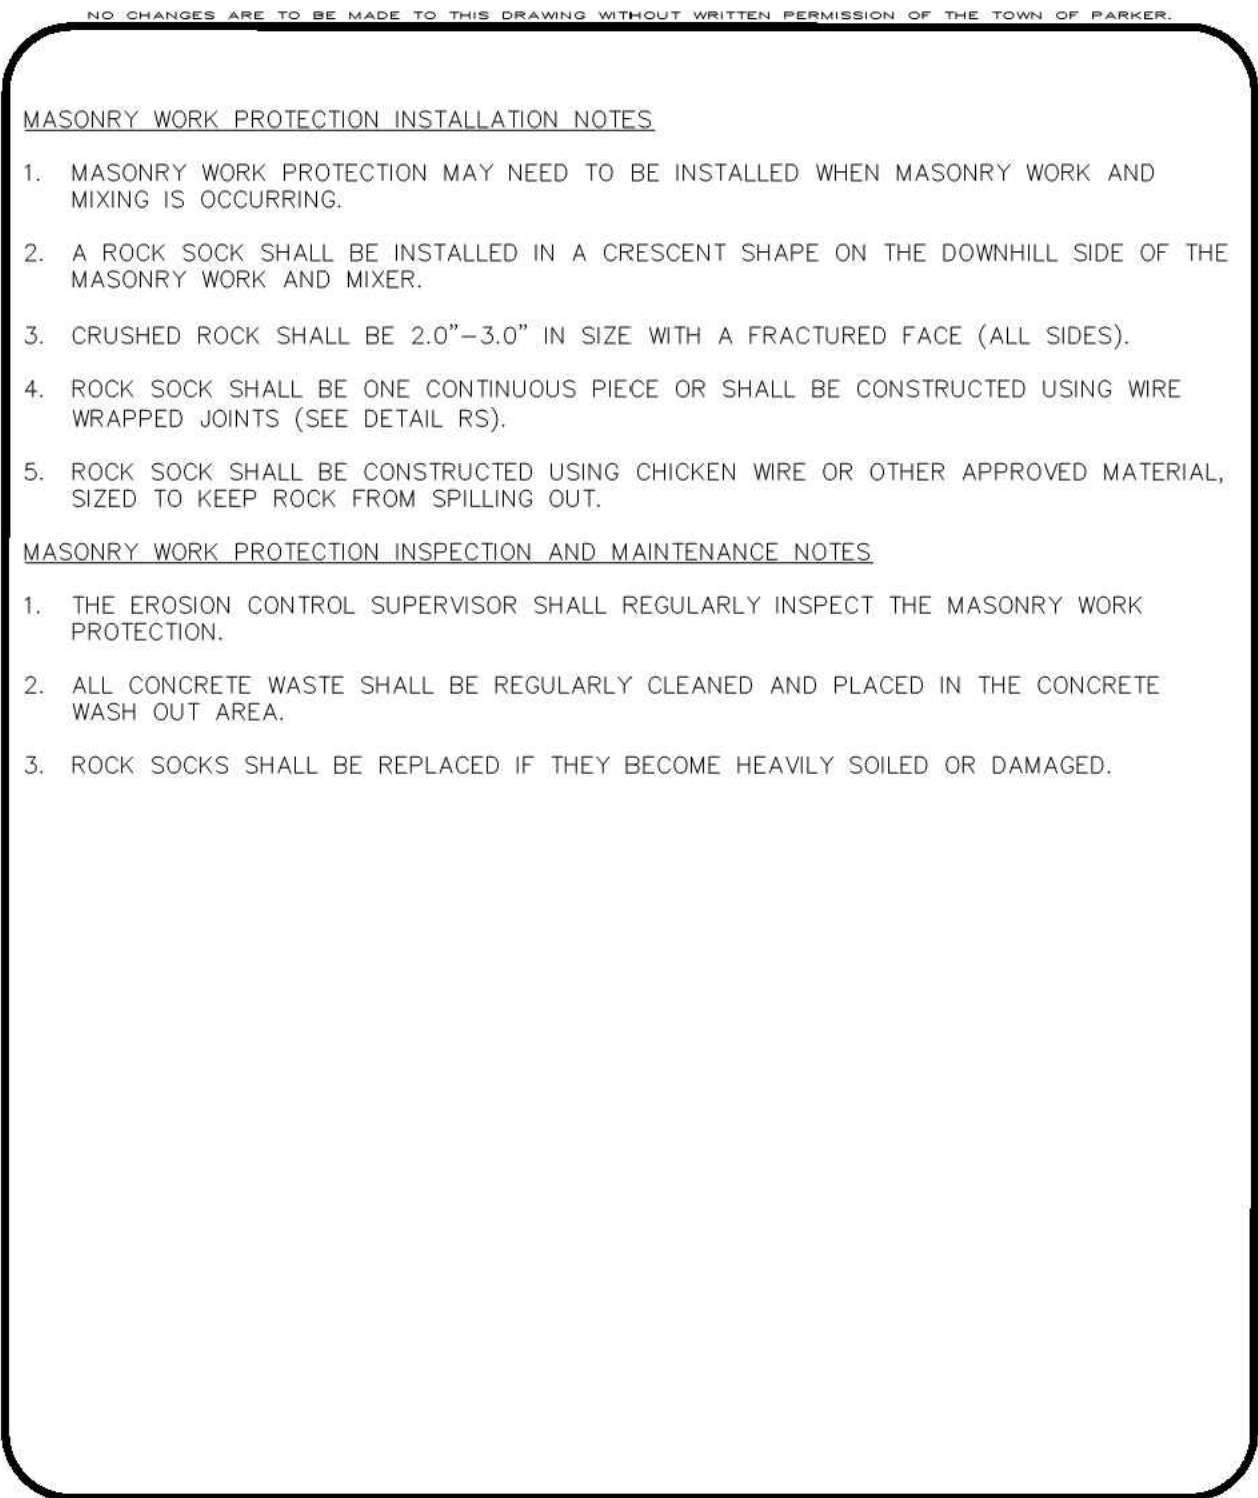 NO CHANGES ARE TO BE MADE TO THIS DRAWING WITHOUT WRITTEN PERMISSION OF THE TOWN OF PARKER.
MASONRY WORK PROTECTION INSTALLATION NOTES
1. MASONRY WORK PROTECTION MAY NEED TO BE INSTALLED WHEN MASONRY WORK AND
MIXING IS OCCURRING.
2. A ROCK SOCK SHALL BE INSTALLED IN A CRESCENT SHAPE ON THE DOWNHILL SIDE OF THE
MASONRY WORK AND MIXER.
3. CRUSHED ROCK SHALL BE 2.0"–3.0" IN SIZE WITH A FRACTURED FACE (ALL SIDES).
4. ROCK SOCK SHALL BE ONE CONTINUOUS PIECE OR SHALL BE CONSTRUCTED USING WIRE
WRAPPED JOINTS (SEE DETAIL RS).
5. ROCK SOCK SHALL BE CONSTRUCTED USING CHICKEN WIRE OR OTHER APPROVED MATERIAL,
SIZED TO KEEP ROCK FROM SPILLING OUT.
MASONRY WORK PROTECTION INSPECTION AND MAINTENANCE NOTES
1. THE EROSION CONTROL SUPERVISOR SHALL REGULARLY INSPECT THE MASONRY WORK
PROTECTION.
2. ALL CONCRETE WASTE SHALL BE REGULARLY CLEANED AND PLACED IN THE CONCRETE
WASH OUT AREA.
3. ROCK SOCKS SHALL BE REPLACED IF THEY BECOME HEAVILY SOILED OR DAMAGED.